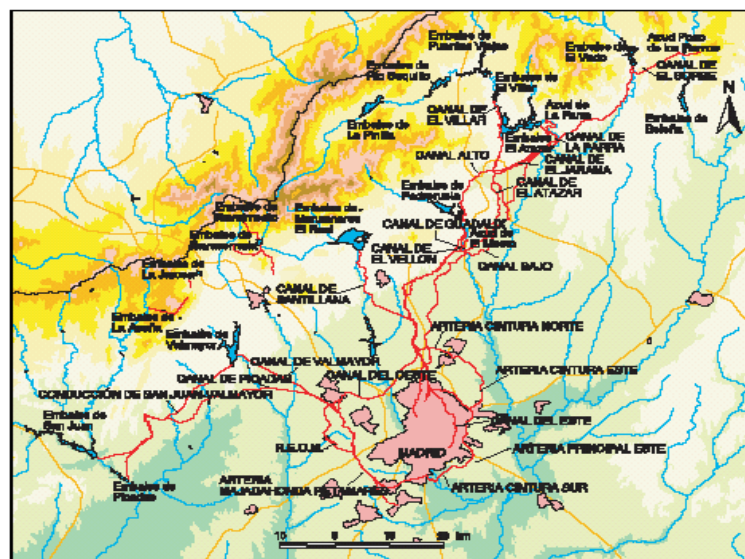 Embalse de
Puentes Viejas
Embalse de
El Vado
Azud Pozo
de los Ramos
Embalse de
Rio Sequillo
CANAL DE
EL SORBE
Embalse de
El Villar
N
Embalse de
La Pinilla
CANAL DE
EL VILLAR
Azud de
La Parra
Embalse de
Beleña
Embalse
El Atazar
CANAL DE
LA PARRA
CANAL ALTO
CANAL DE
EL JARAMA
CANAL DE
EL ATAZAR
Embalse de
Pedrezuela
Embalse de
Navalmedio
Embalse de
Manzanares
El Real
CANAL DE GUADALIX
Azud de
El Mesto
Embalse de
Navacerrada
CANAL DE
EL VELLON
CANAL BAJO
Embalse de
La Jarosa
CANAL DE
SANTILLANA
Embalse de
La Aceña
ARTERIA CINTURA NORTE
Embalse de
Valmayor
CANAL DE VALMAYOR
CANAL DEL OESTE
ARTERIA CINTURA ESTE
CANAL DE PICADAS
CONDUCCIÓN DE SAN JUAN-VALMAYOR
Embalse de
San Juan
CANAL DEL ESTE
MADRID
R.E.O.M.
ARTERIA PRINCIPAL ESTE
Embalse de
Picadas
ARTERIA
MAJADAHONDA RETAMARES
ARTERIA CINTURA SUR
10 0 10 20 km